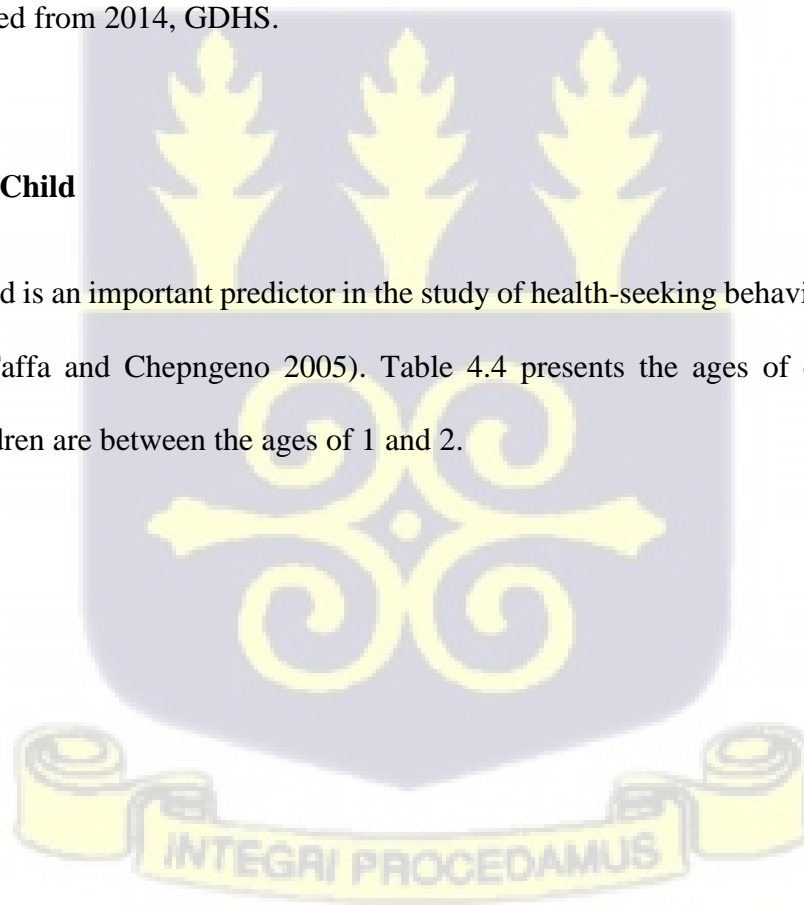 ed from 2014, GDHS.
Child
d is an important predictor in the study of health-seeking behavi
affa and Chepngeno 2005). Table 4.4 presents the ages of
dren are between the ages of 1 and 2.
INTEGRI PROCEDAMUS